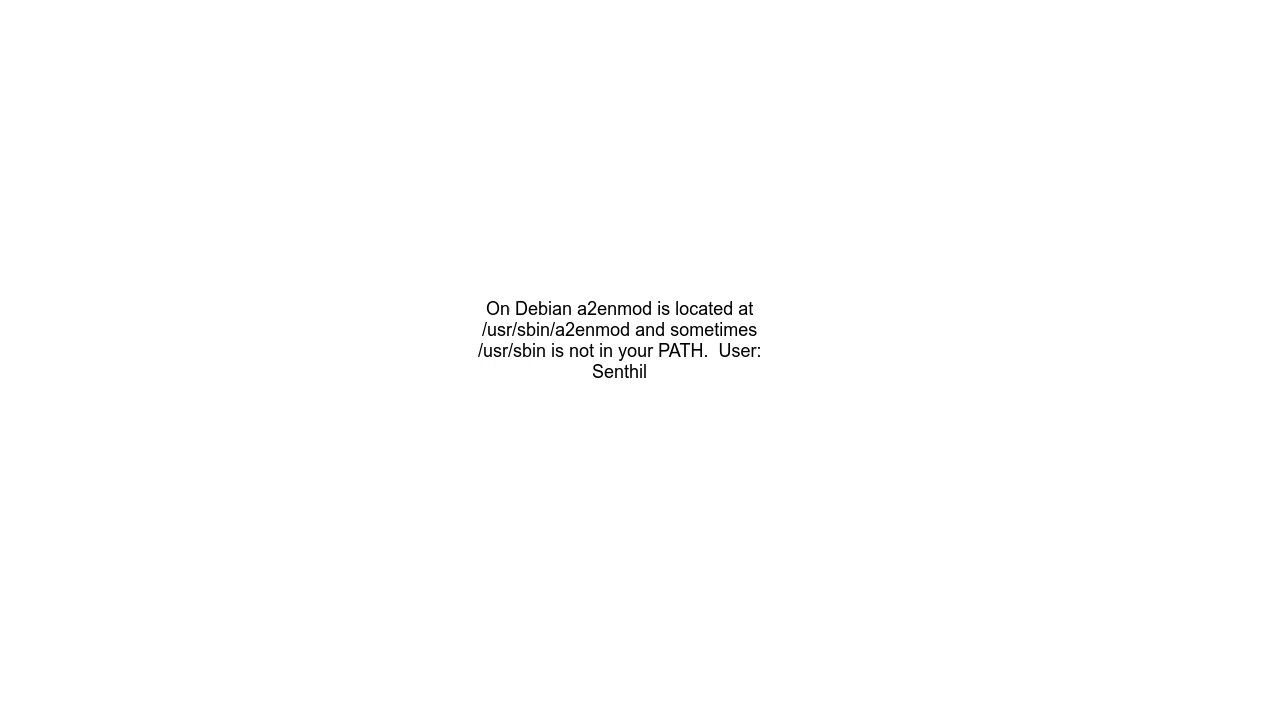 On Debian a2enmod is located at
/usr/sbin/a2enmod and sometimes
/usr/sbin is not in your PATH.  User:
Senthil